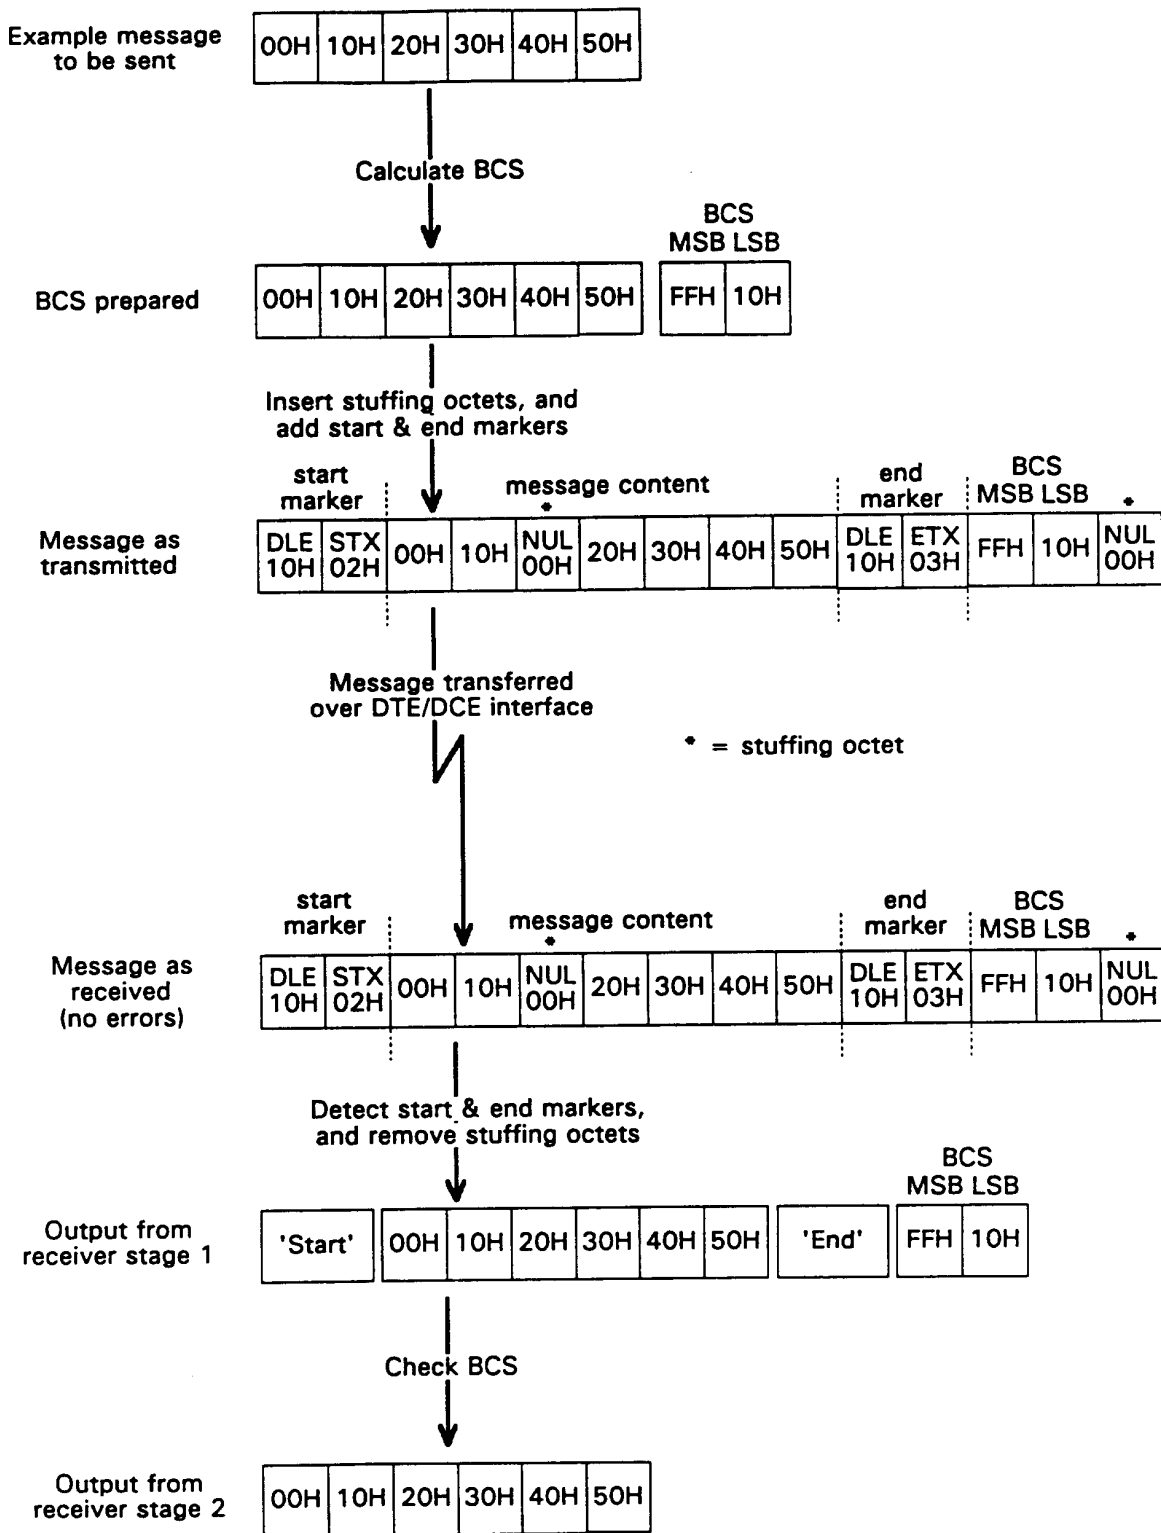 Example message
to be sent
00H 10H 20H 30H 40H 50H
Calculate BCS
BCS
MSB LSB
BCS prepared
00H 10H 20H 30H 40H 50H FFH 10H
Insert stuffing octets, and
add start & end markers
start
marker
message content
end
marker
BCS
MSB LSB
* *
Message as
transmitted
DLE
10H
STX
02H
00H 10H
NUL
00H
20H 30H 40H 50H
DLE
10H
ETX
03H
FFH 10H
NUL
00H
Message transferred
over DTE/DCE interface
* = stuffing octet
start
marker
message content
end
marker
BCS
MSB LSB
* *
Message as
received
(no errors)
DLE
10H
STX
02H
00H 10H
NUL
00H
20H 30H 40H 50H
DLE
10H
ETX
03H
FFH 10H
NUL
00H
Detect start & end markers,
and remove stuffing octets
BCS
MSB LSB
Output from
receiver stage 1
'Start' 00H 10H 20H 30H 40H 50H 'End' FFH 10H
Check BCS
Output from
receiver stage 2
00H 10H 20H 30H 40H 50H